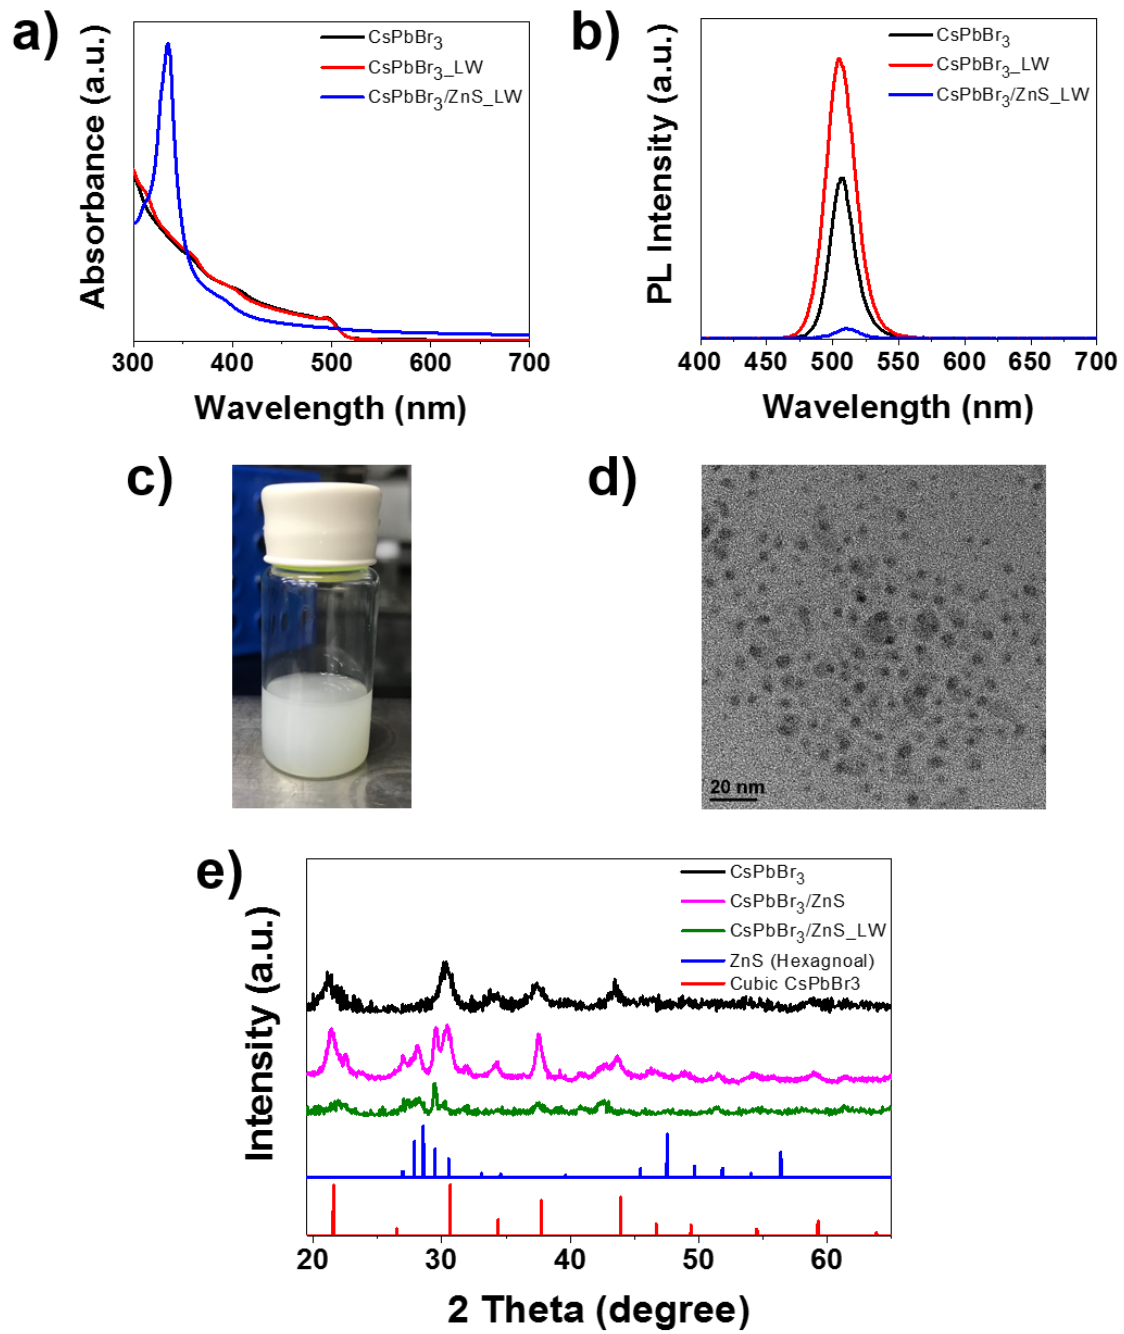 a)
Absorbance (a.u.)
CsPbBr3
CsPbBr3_LW
CsPbBr3/ZnS_LW
300 400 500 600 700
Wavelength (nm)
b)
PL Intensity (a.u.)
CsPbBr3
CsPbBr3_LW
CsPbBr3/ZnS_LW
400 450 500 550 600 650 700
Wavelength (nm)
c)
d)
20 nm
e)
Intensity (a.u.)
CsPbBr3
CsPbBr3/ZnS
CsPbBr3/ZnS_LW
ZnS (Hexagnoal)
Cubic CsPbBr3
20 30 40 50 60
2 Theta (degree)